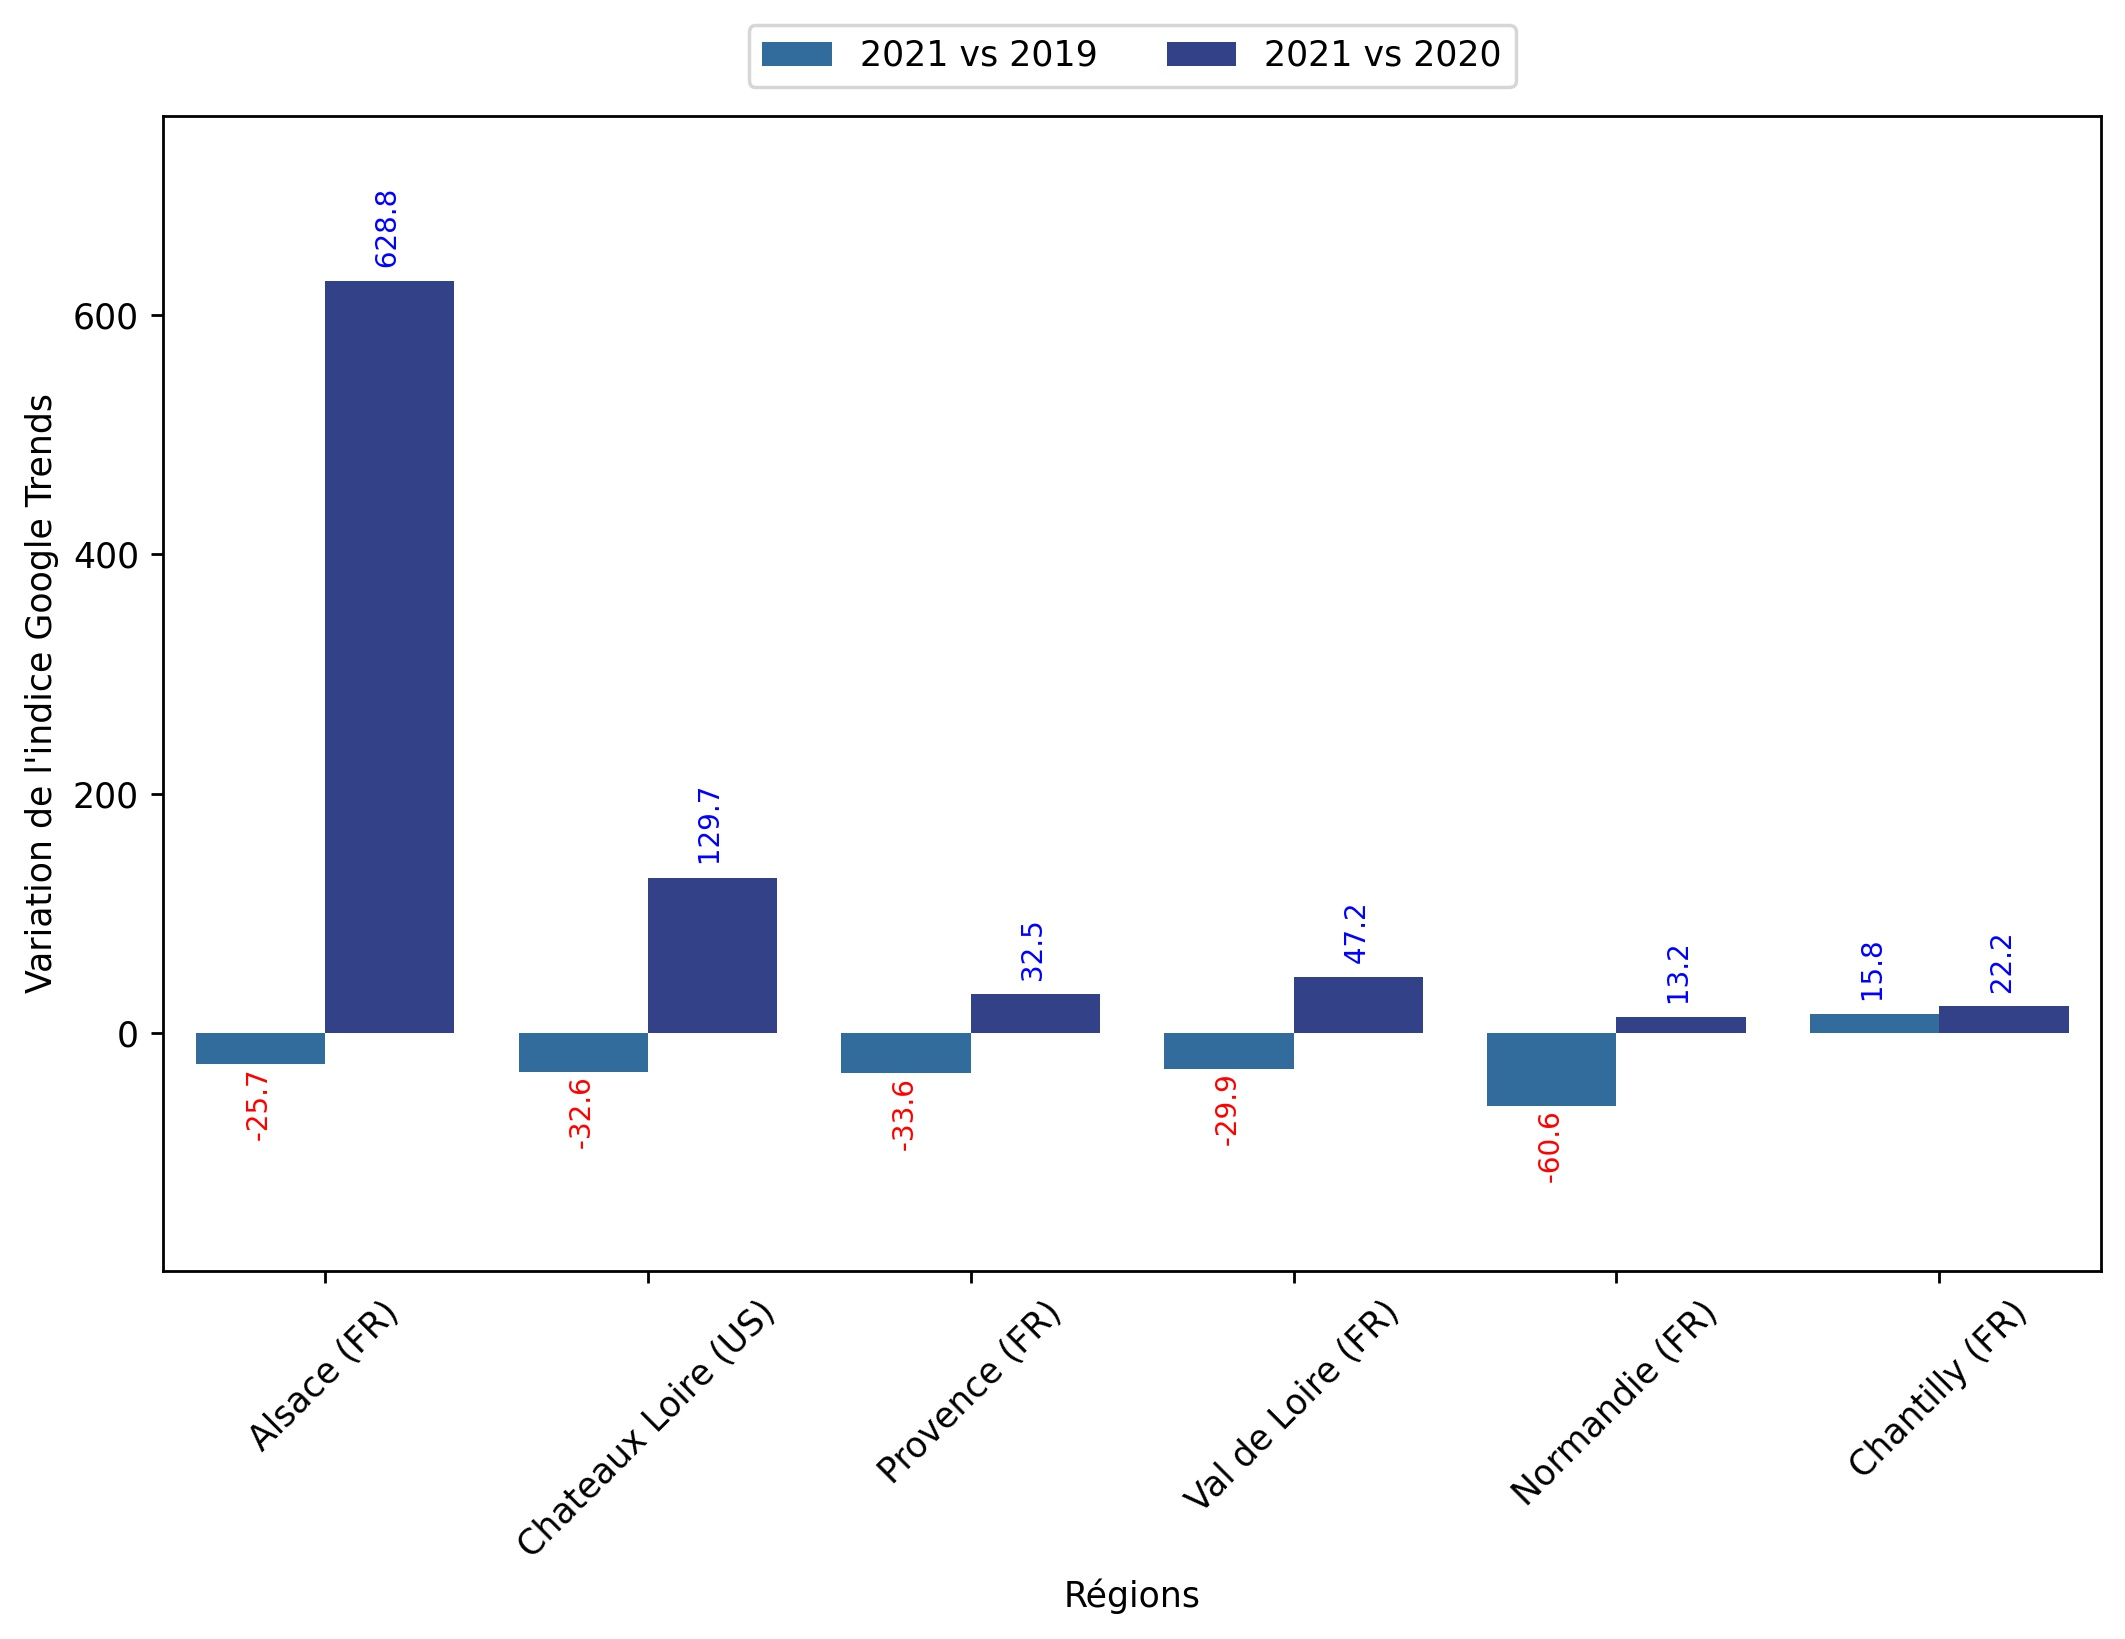 2021 vs 2019
2021 vs 2020
Variation de l'indice Google Trends
600
400
200
0
628.8
129.7
32.5
47.2
13.2
15.8
22.2
-25.7
-32.6
-33.6
-29.9
-60.6
Alsace (FR)
Chateaux Loire (US)
Provence (FR)
Val de Loire (FR)
Normandie (FR)
Chantilly (FR)
Régions